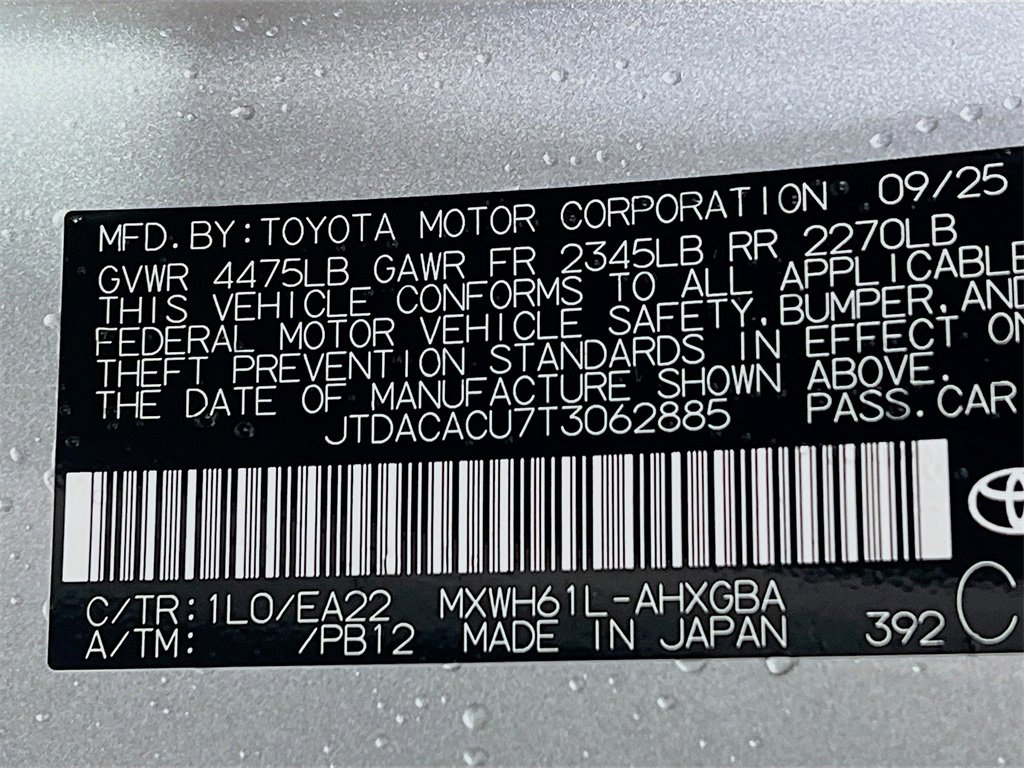 MFD.BY:TOYOTA MOTOR CORPORATION 09/25
GVWR 4475LB GAWR FR 2345LB RR 2270LB
THIS VEHICLE CONFORMS TO ALL APPLICABLE
FEDERAL MOTOR VEHICLE SAFETY,BUMPER,AND
THEFT PREVENTION STANDARDS IN EFFECT ON
THE DATE OF MANUFACTURE SHOWN ABOVE.
JTDACACU7T3062885 PASS.CAR
C/TR:1L0/EA22 MXWH61L-AHXGBA
A/TM: /PB12 MADE IN JAPAN 392 C